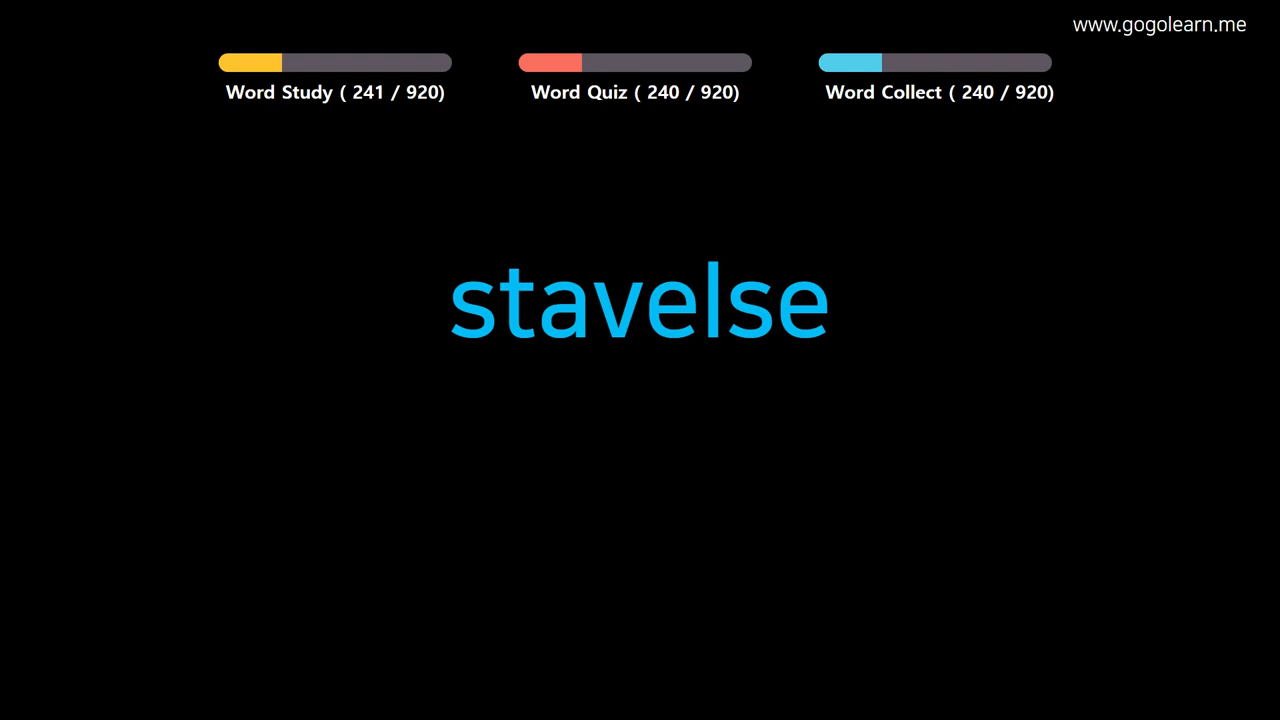 www.gogolearn.me
Word Study ( 241 / 920)
Word Quiz ( 240 / 920)
Word Collect ( 240 / 920)
stavelse